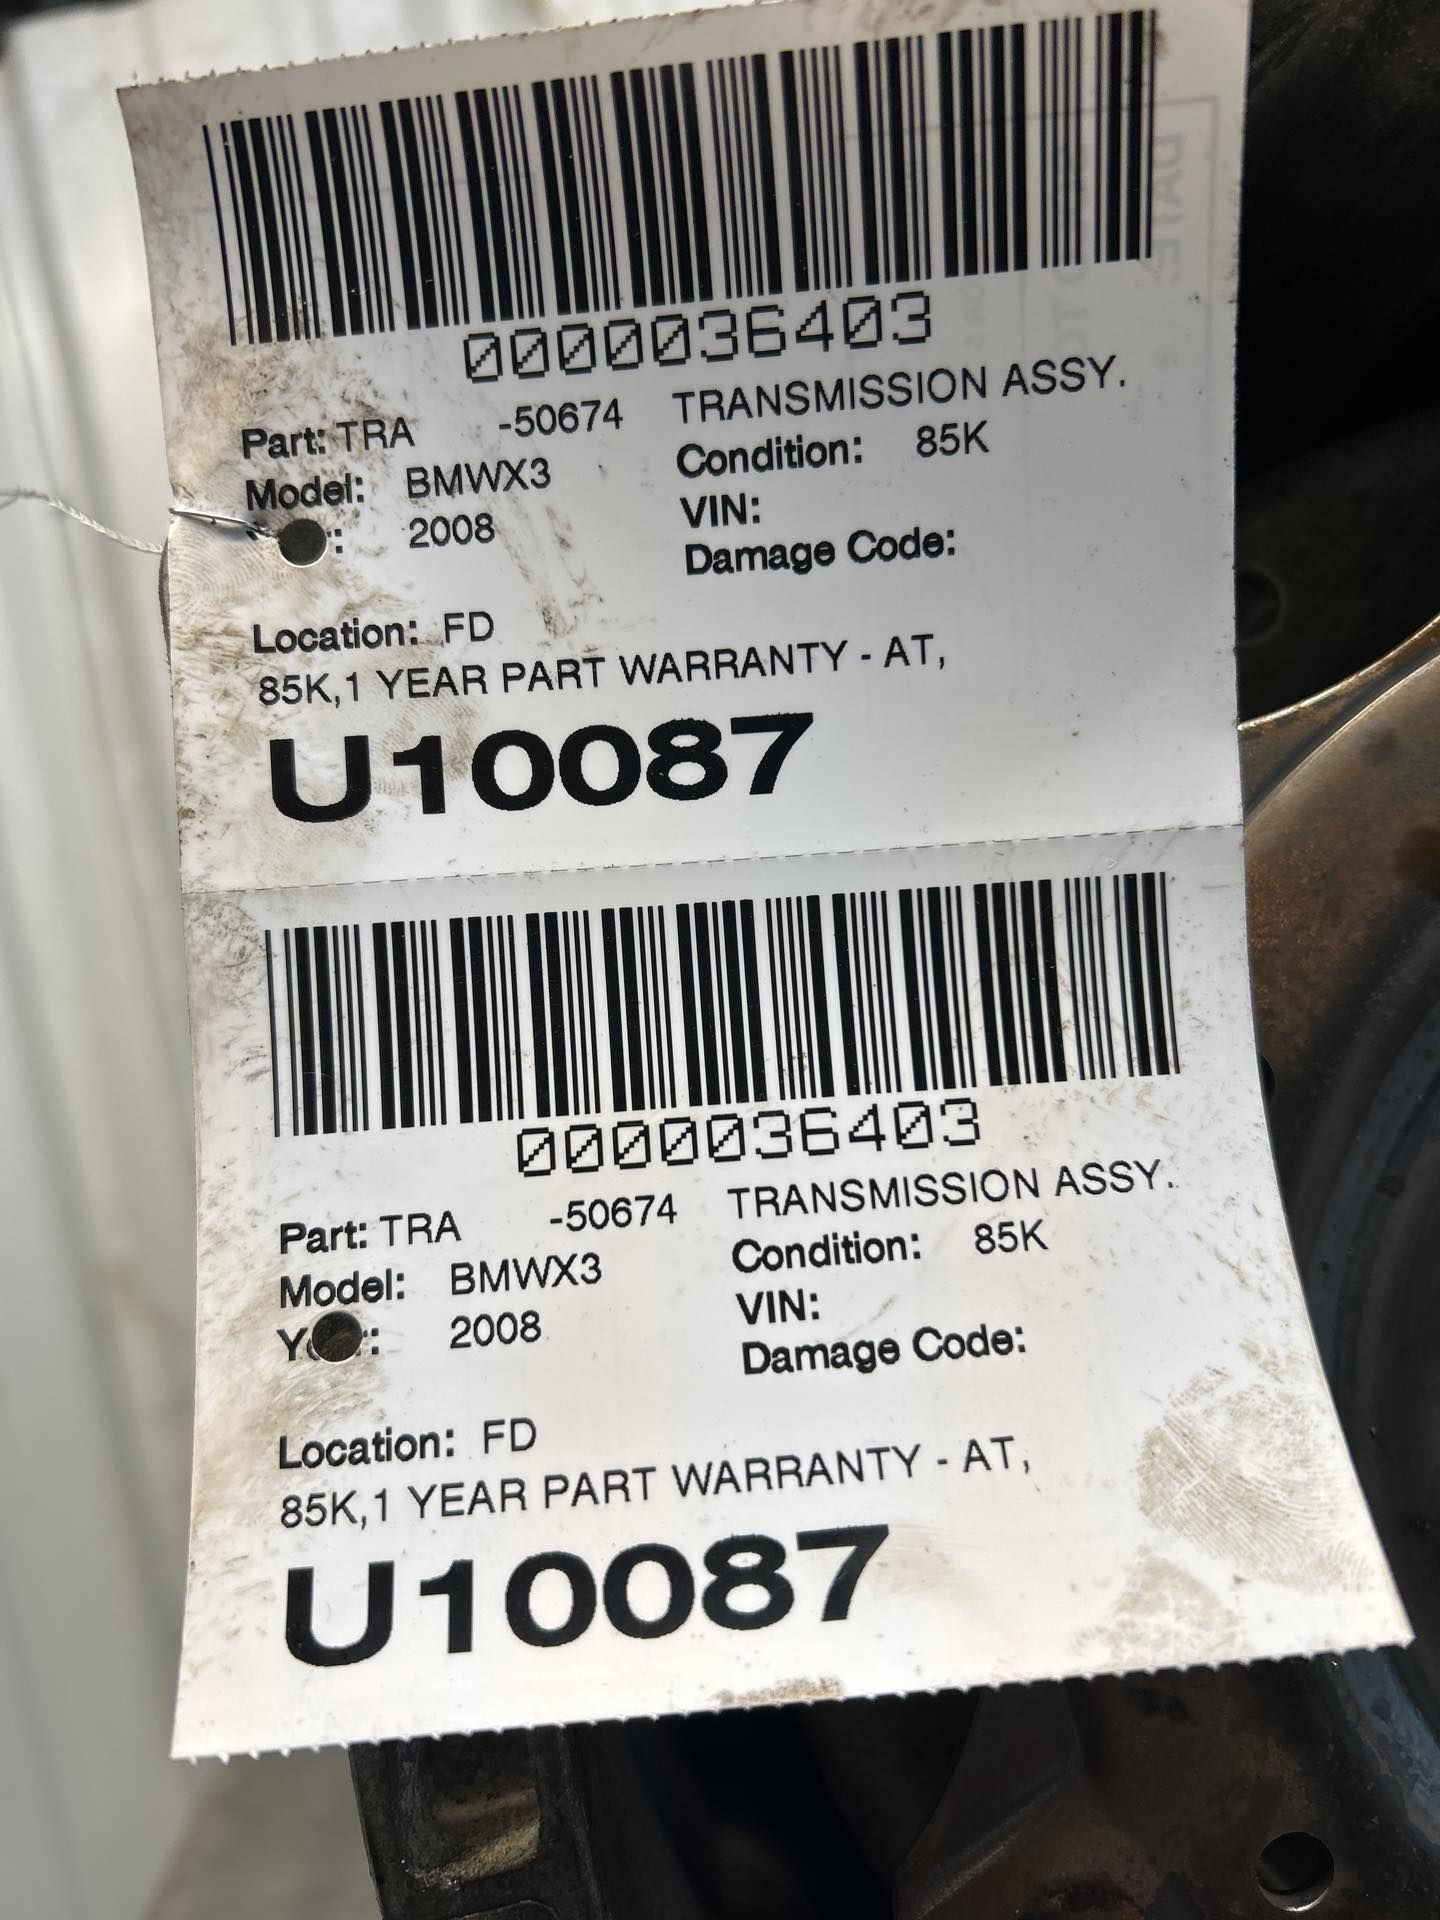 0000036403
Part: TRA -50674 TRANSMISSION ASSY.
Model: BMWX3 Condition: 85K
: 2008 VIN:
Damage Code:
Location: FD
85K,1 YEAR PART WARRANTY - AT,
U10087
0000036403
Part: TRA -50674 TRANSMISSION ASSY.
Model: BMWX3 Condition: 85K
: 2008 VIN:
Damage Code:
Location: FD
85K,1 YEAR PART WARRANTY - AT,
U10087
DATE: